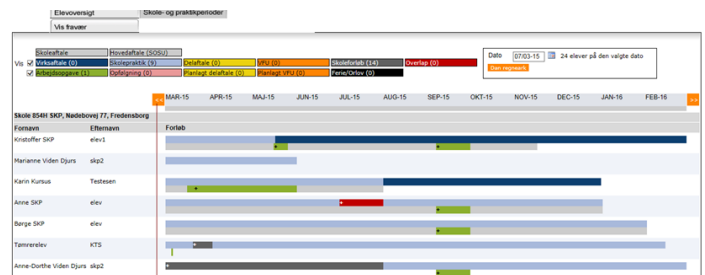 Elevoversigt Skole- og praktikperioder
Vis fravær
Skoleaftale Hovedaftale (SOSU)
Vis Virksaftale (0) Skolepraktik (9) Delaftale (0) VFU (0) Skoleforløb (14) Overlap (0)
Arbejdsopgave (1) Opfølgning (0) Planlagt delaftale (0) Planlagt VFU (0) Ferie/Orlov (0)
Dato 07/03-15 24 elever på den valgte dato
<< MAR-15 APR-15 MAJ-15 JUN-15 JUL-15 AUG-15 SEP-15 OKT-15 NOV-15 DEC-15 JAN-16 FEB-16 >>
Skole 854H SKP, Nødebovej 77, Fredensborg
Fornavn Efternavn Forløb
Kristoffer SKP elev1
Marianne Viden Djurs skp2
Karin Kursus Testesen
Anne SKP elev
Børge SKP elev
Tømrerelev KTS
Anne-Dorthe Viden Djurs skp2